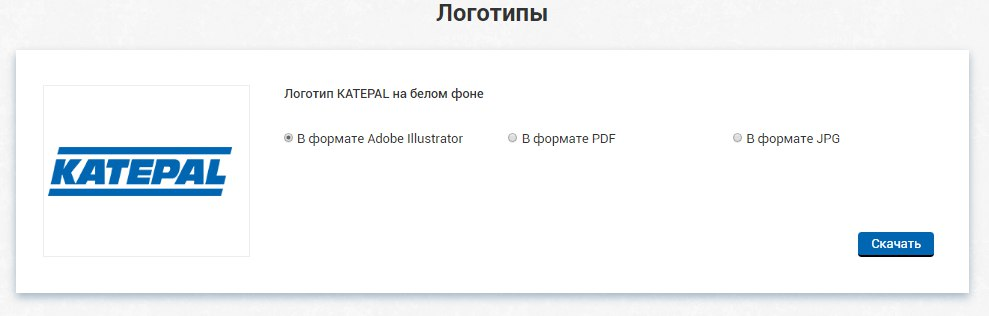 Логотипы
KATEPAL
Логотип KATEPAL на белом фоне
В формате Adobe Illustrator В формате PDF В формате JPG
Скачать